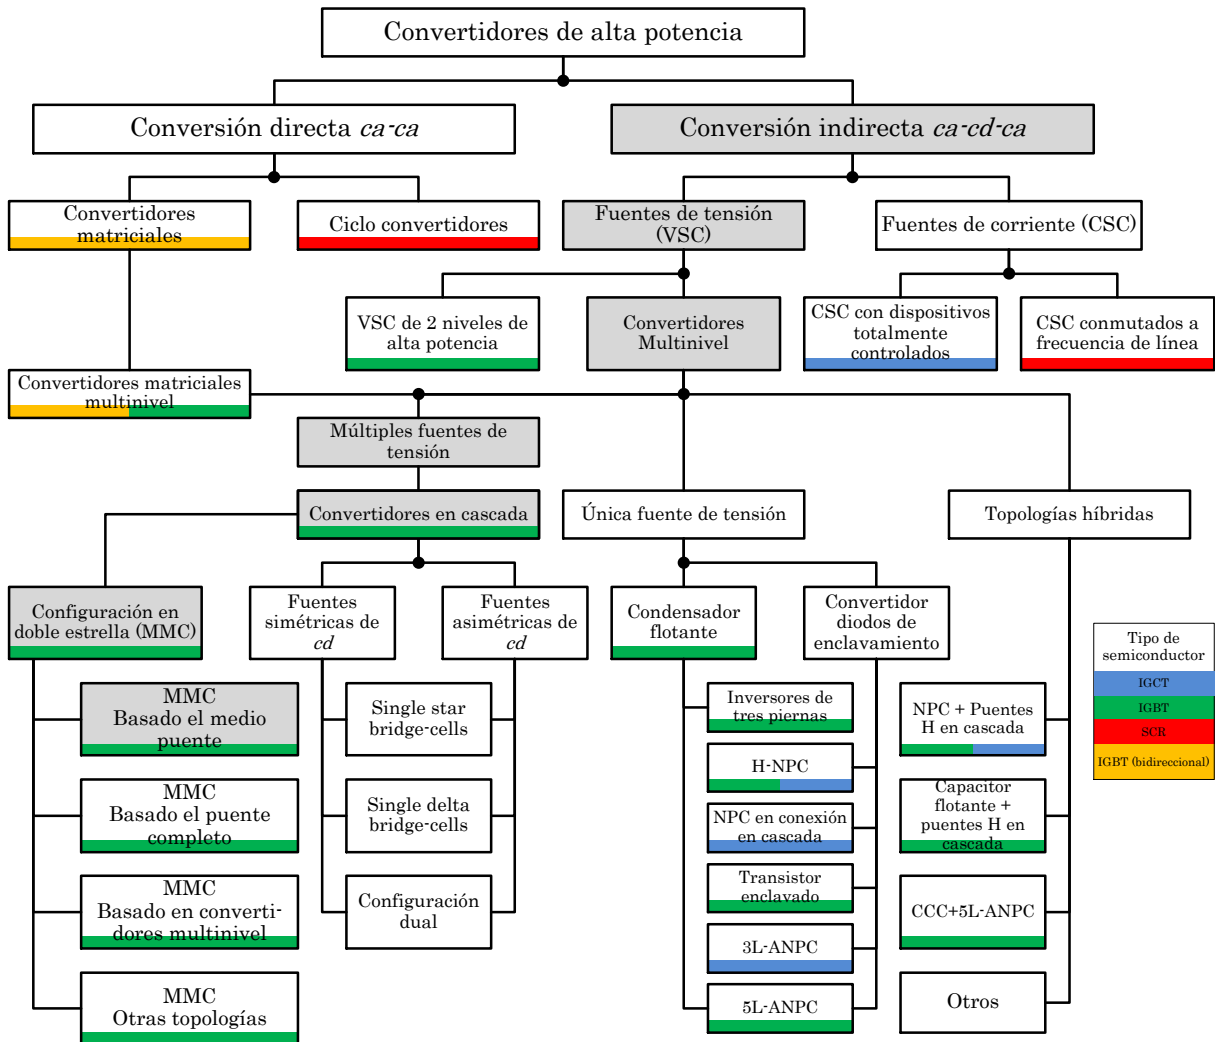 Convertidores de alta potencia
Conversión directa ca-ca
Conversión indirecta ca-cd-ca
Convertidores
matriciales
Ciclo convertidores
Fuentes de tensión
(VSC)
Fuentes de corriente (CSC)
VSC de 2 niveles de
alta potencia
Convertidores
Multinivel
CSC con dispositivos
totalmente
controlados
CSC conmutados a
frecuencia de línea
Convertidores matriciales
multinivel
Múltiples fuentes de
tensión
Convertidores en cascada
Única fuente de tensión
Topologías híbridas
Configuración en
doble estrella (MMC)
Fuentes
simétricas de
cd
Fuentes
asimétricas de
cd
Condensador
flotante
Convertidor
diodos de
enclavamiento
MMC
Basado el medio
puente
MMC
Basado el puente
completo
MMC
Basado en converti-
dores multinivel
MMC
Otras topologías
Single star
bridge-cells
Single delta
bridge-cells
Configuración
dual
Inversores de
tres piernas
H-NPC
NPC en conexión
en cascada
Transistor
enclavado
3L-ANPC
5L-ANPC
NPC + Puentes
H en cascada
Capacitor
flotante +
puentes H en
cascada
CCC+5L-ANPC
Otros
Tipo de
semiconductor
IGCT
IGBT
SCR
IGBT (bidireccional)